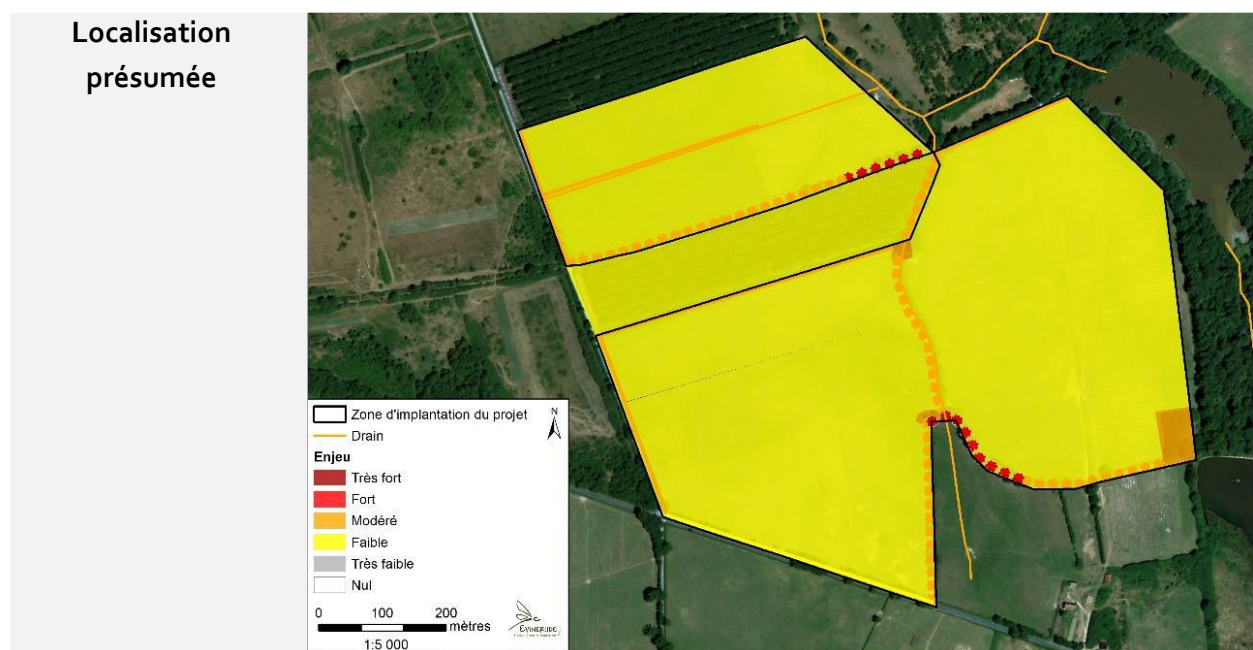 Localisation
présumée
Zone d'implantation du projet
N
Drain
Enjeu
Très fort
Fort
Modéré
Faible
Très faible
Nul
0 100 200
mètres
1:5 000
EVINERUDE